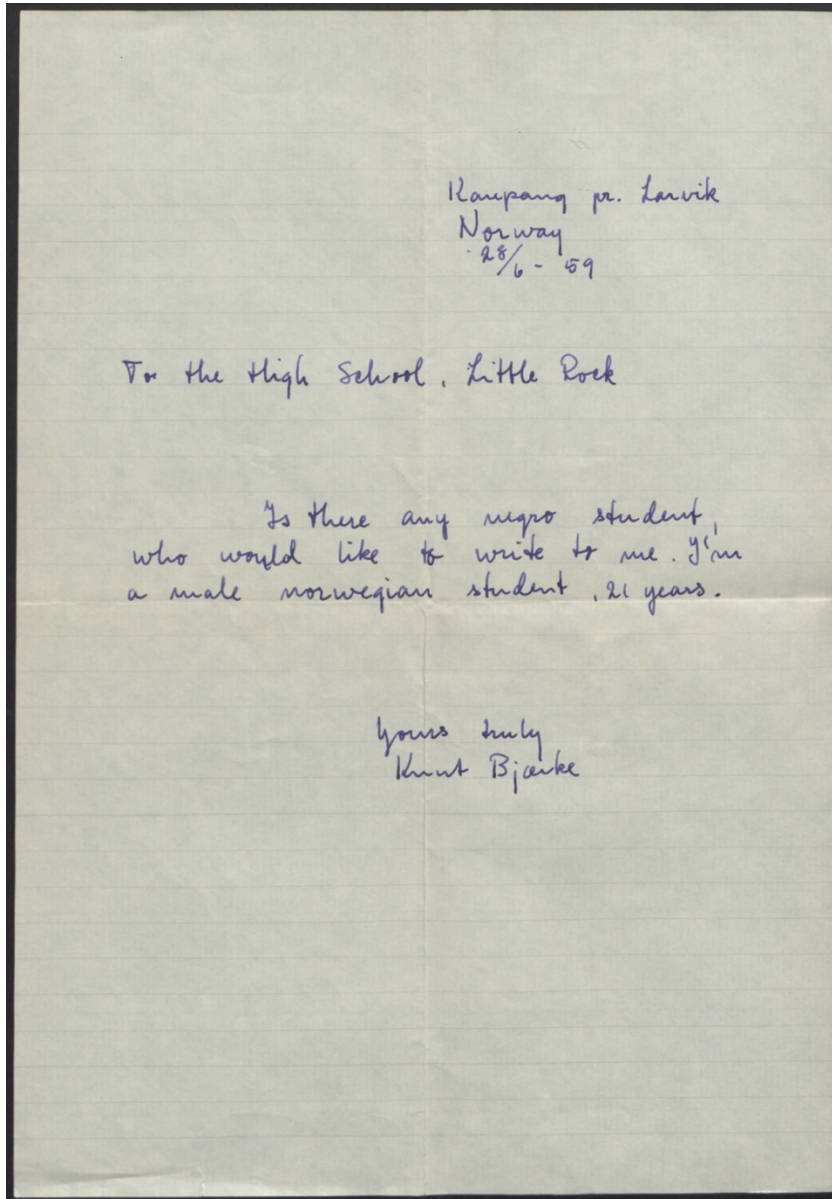 Kaupang pr. Larvik
Norway
28/6 - 59
To the High School, Little Rock
Is there any negro student,
who would like to write to me. I'm
a male norwegian student, 21 years.
Yours truly
Knut Bjærke